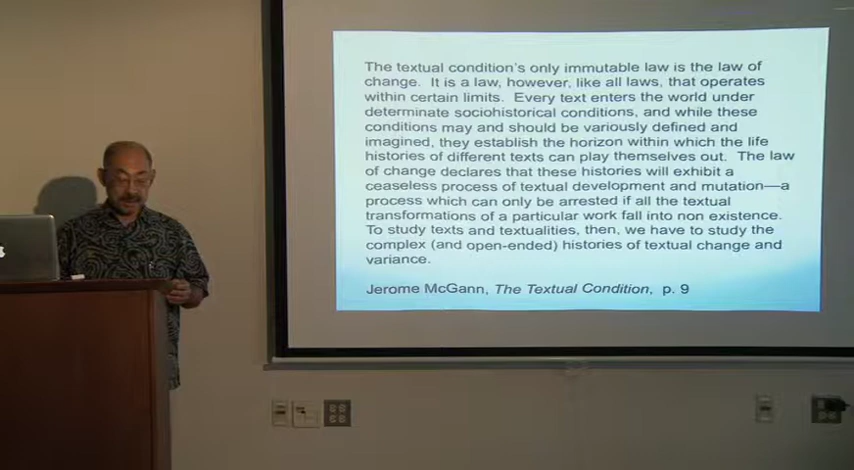 The textual condition's only immutable law is the law of
change.  It is a law, however, like all laws, that operates
within certain limits.  Every text enters the world under
determinate sociohistorical conditions, and while these
conditions may and should be variously defined and
imagined, they establish the horizon within which the life
histories of different texts can play themselves out.  The law
of change declares that these histories will exhibit a
ceaseless process of textual development and mutation—a
process which can only be arrested if all the textual
transformations of a particular work fall into non existence.
To study texts and textualities, then, we have to study the
complex (and open-ended) histories of textual change and
variance.
Jerome McGann, The Textual Condition, p. 9